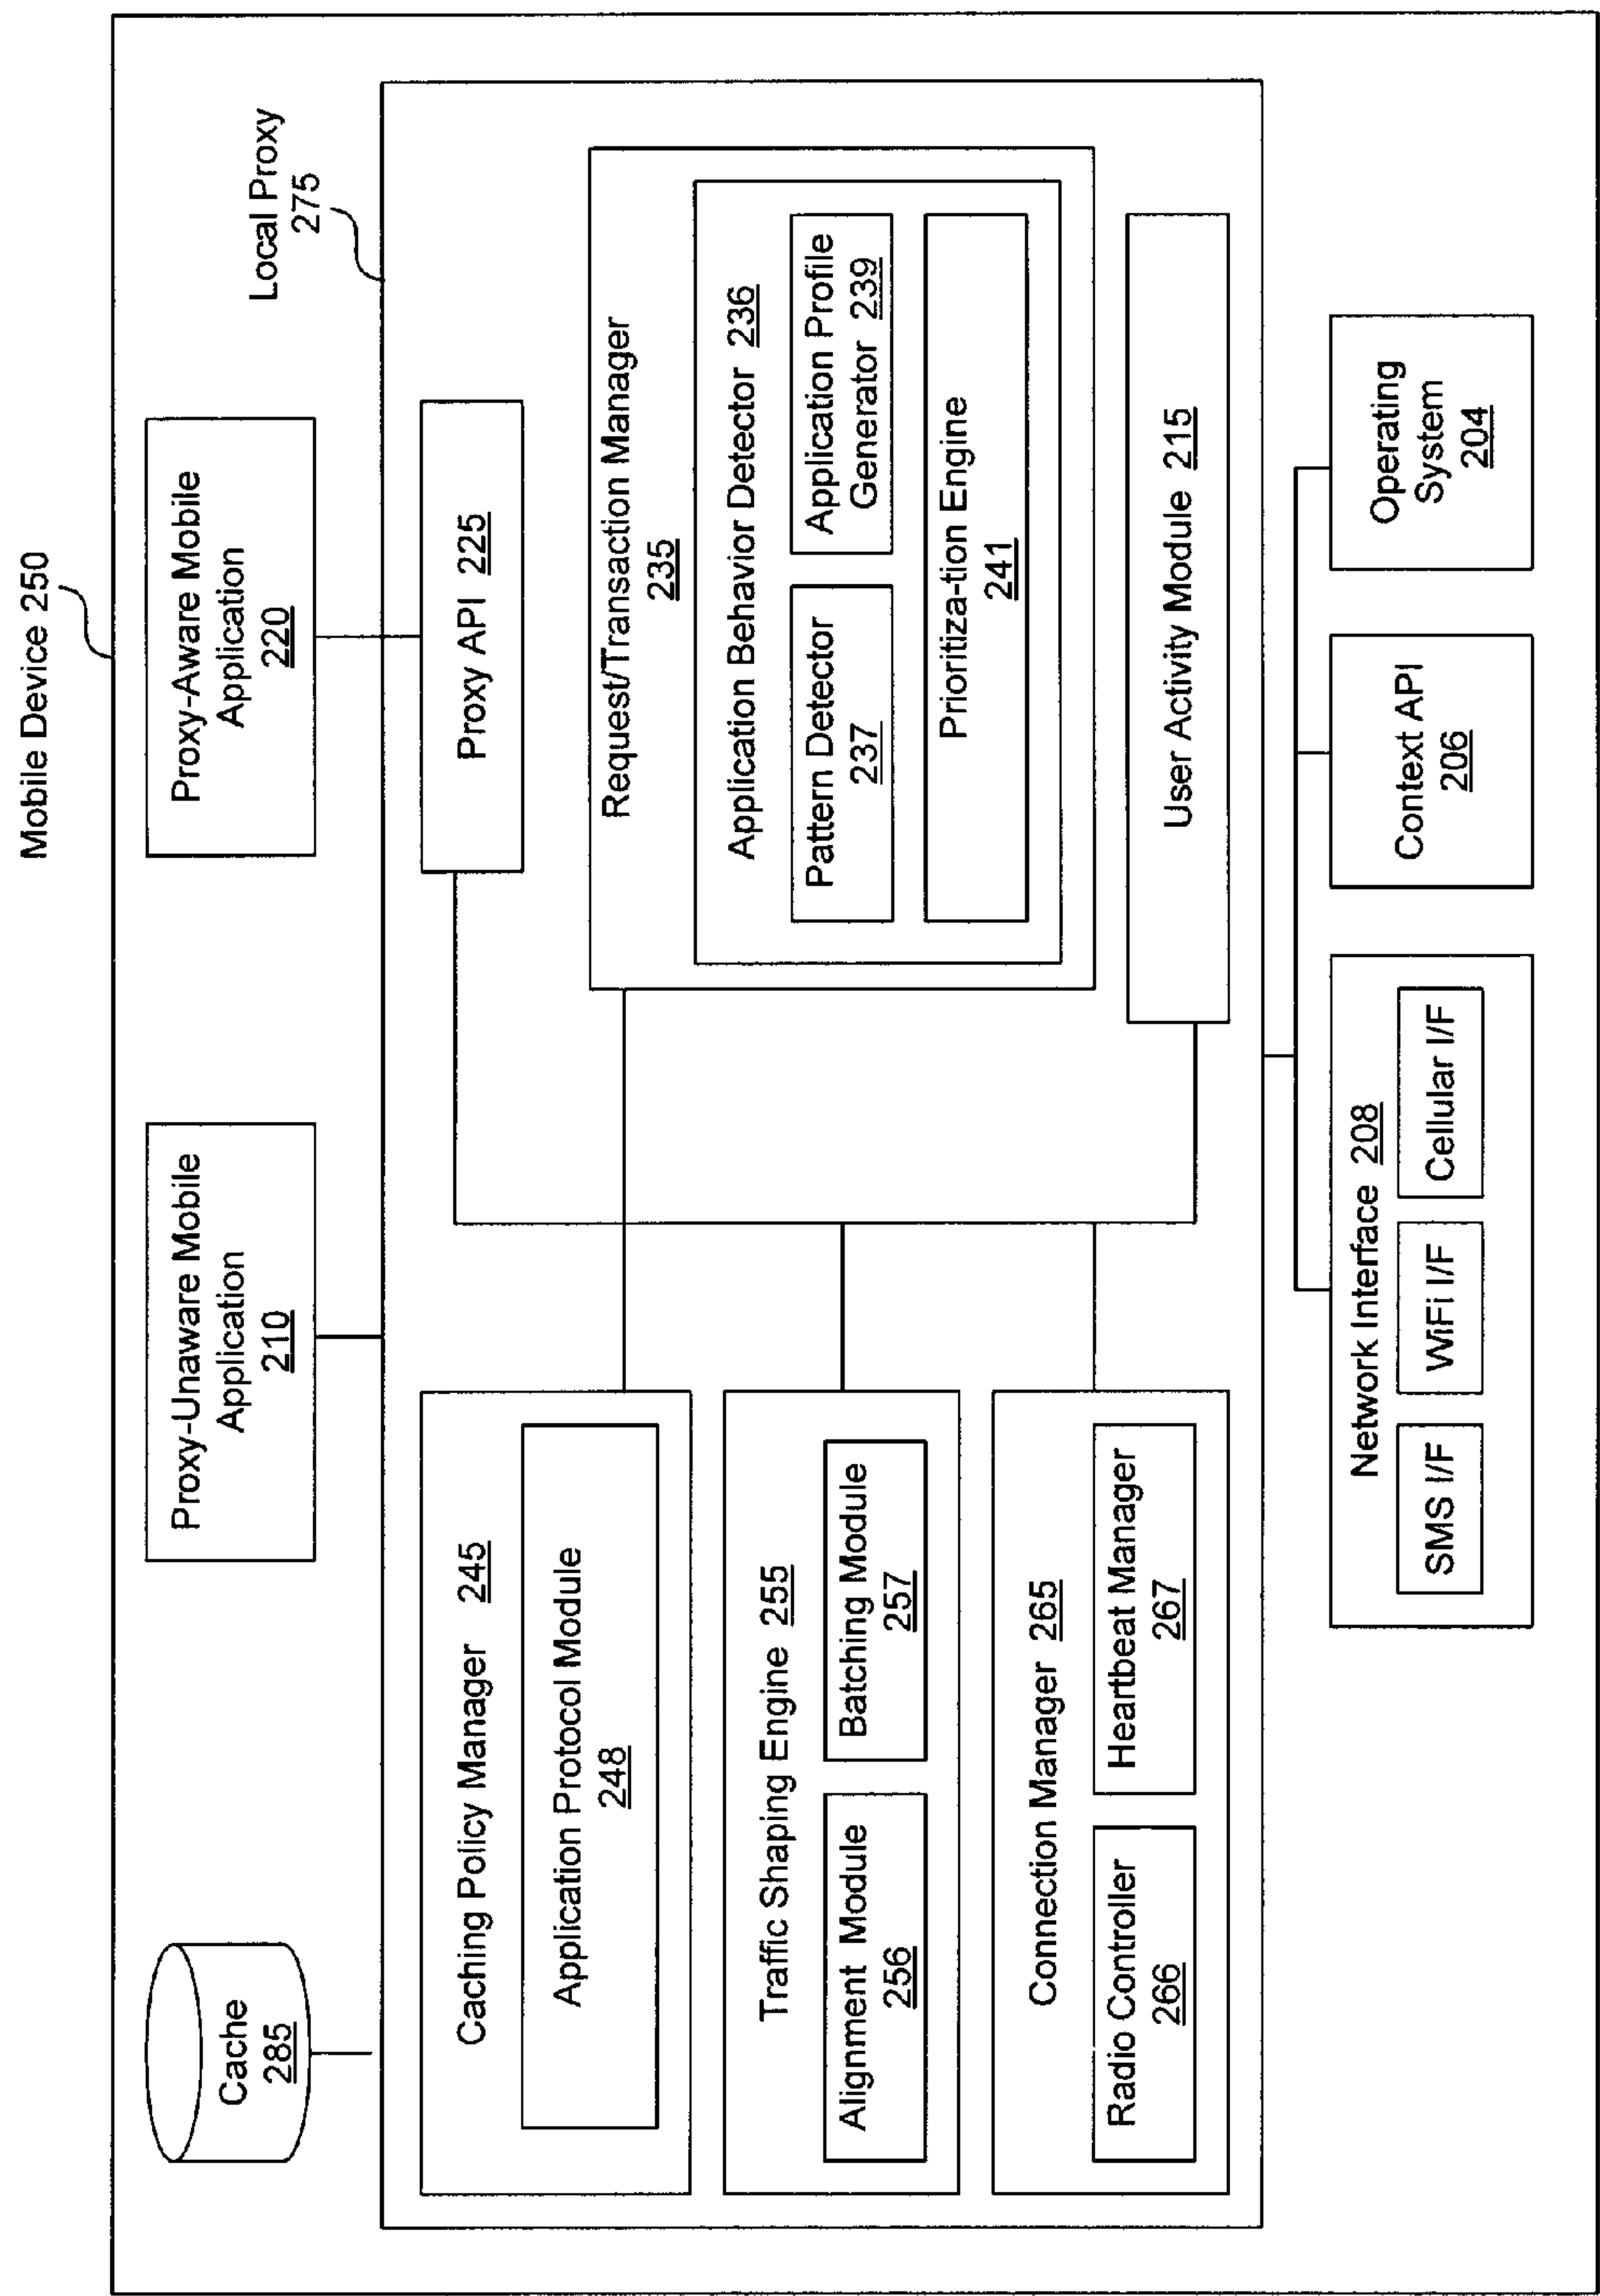 Mobile Device 250
Cache
285
Proxy-Unaware Mobile
Application
210
Proxy-Aware Mobile
Application
220
Local Proxy
275
Caching Policy Manager 245
Application Protocol Module
248
Traffic Shaping Engine 255
Alignment Module
256
Batching Module
257
Connection Manager 265
Radio Controller
266
Heartbeat Manager
267
Proxy API 225
Request/Transaction Manager
235
Application Behavior Detector 236
Pattern Detector
237
Application Profile
Generator 239
Prioritiza-tion Engine
241
User Activity Module 215
Network Interface 208
SMS I/F
WiFi I/F
Cellular I/F
Context API
206
Operating
System
204